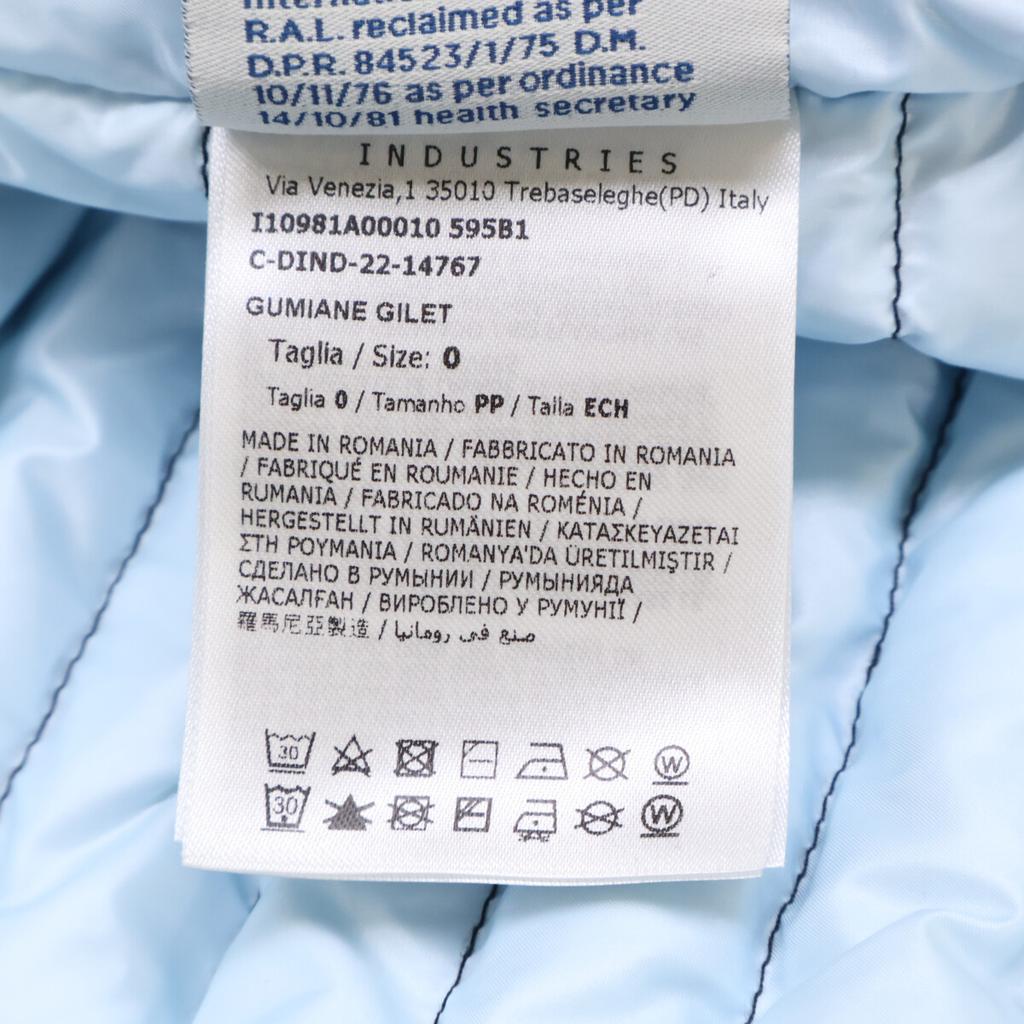 R.A.L. reclaimed as per
D.P.R. 84523/1/75 D.M.
10/11/76 as per ordinance
14/10/81 health secretary
INDUSTRIES
Via Venezia,1 35010 Trebaseleghe(PD) Italy
I10981A00010 595B1
C-DIND-22-14767
GUMIANE GILET
Taglia / Size: 0
Taglia 0 / Tamanho PP / Talla ECH
MADE IN ROMANIA / FABBRICATO IN ROMANIA
/ FABRIQUÉ EN ROUMANIE / HECHO EN
RUMANIA / FABRICADO NA ROMÉNIA /
HERGESTELLT IN RUMÄNIEN / ΚΑΤΑΣΚΕΥΑΖΕΤΑΙ
ΣΤΗ ΡΟΥΜΑΝΙΑ / ROMANYA'DA ÜRETILMIŞTIR /
СДЕЛАНО В РУМЫНИИ / РУМЫНИЯДА
ЖАСАЛҒАН / ВИРОБЛЕНО У РУМУНІЇ /
羅馬尼亞製造 / صنع في رومانيا
30 W
30 W